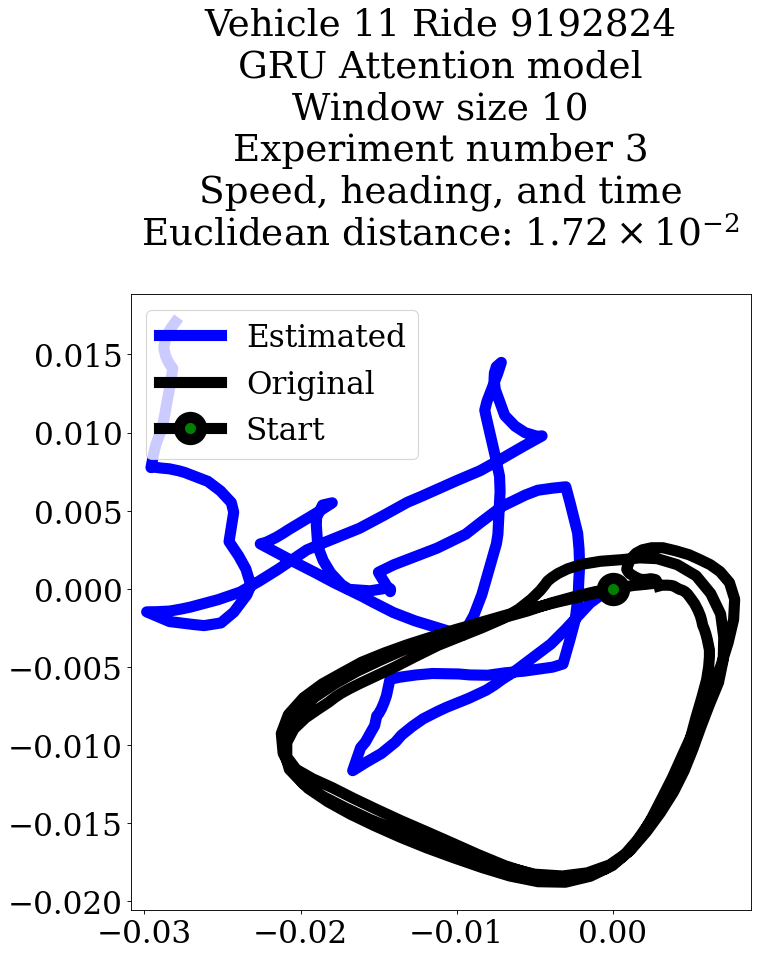 Vehicle 11 Ride 9192824
GRU Attention model
Window size 10
Experiment number 3
Speed, heading, and time
Euclidean distance: 1.72 × 10⁻²
Estimated
Original
Start
0.015
0.010
0.005
0.000
−0.005
−0.010
−0.015
−0.020
−0.03
−0.02
−0.01
0.00